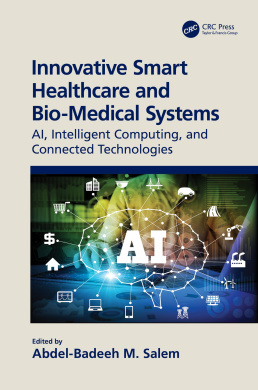 CRC
CRC Press
Taylor & Francis Group
Innovative Smart
Healthcare and
Bio-Medical Systems
AI, Intelligent Computing, and
Connected Technologies
$
AI
Edited by
Abdel-Badeeh M. Salem